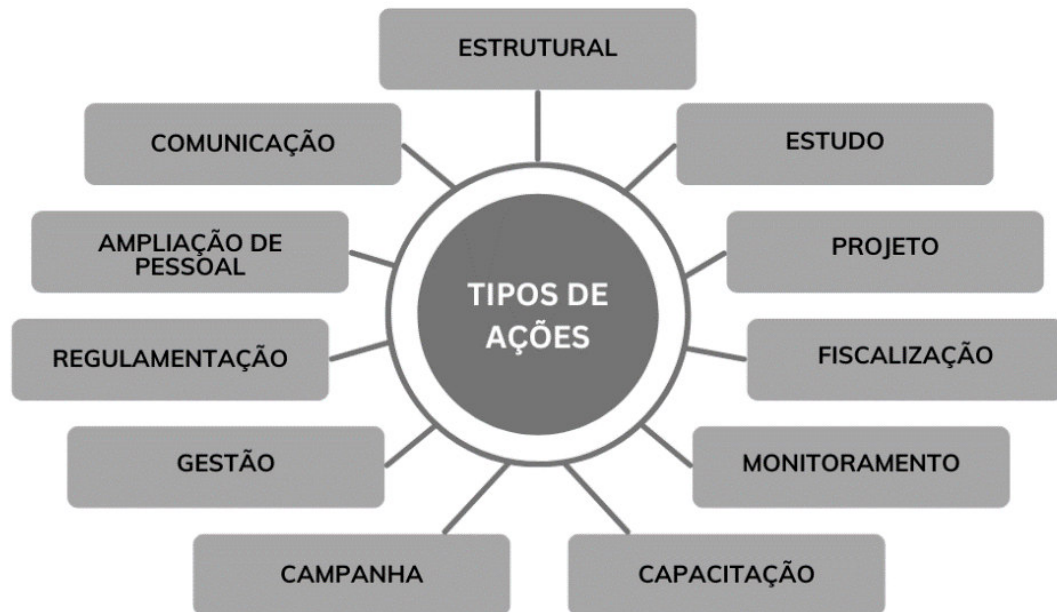 ESTRUTURAL
COMUNICAÇÃO
ESTUDO
AMPLIAÇÃO DE
PESSOAL
PROJETO
TIPOS DE
AÇÕES
REGULAMENTAÇÃO
FISCALIZAÇÃO
GESTÃO
MONITORAMENTO
CAMPANHA
CAPACITAÇÃO